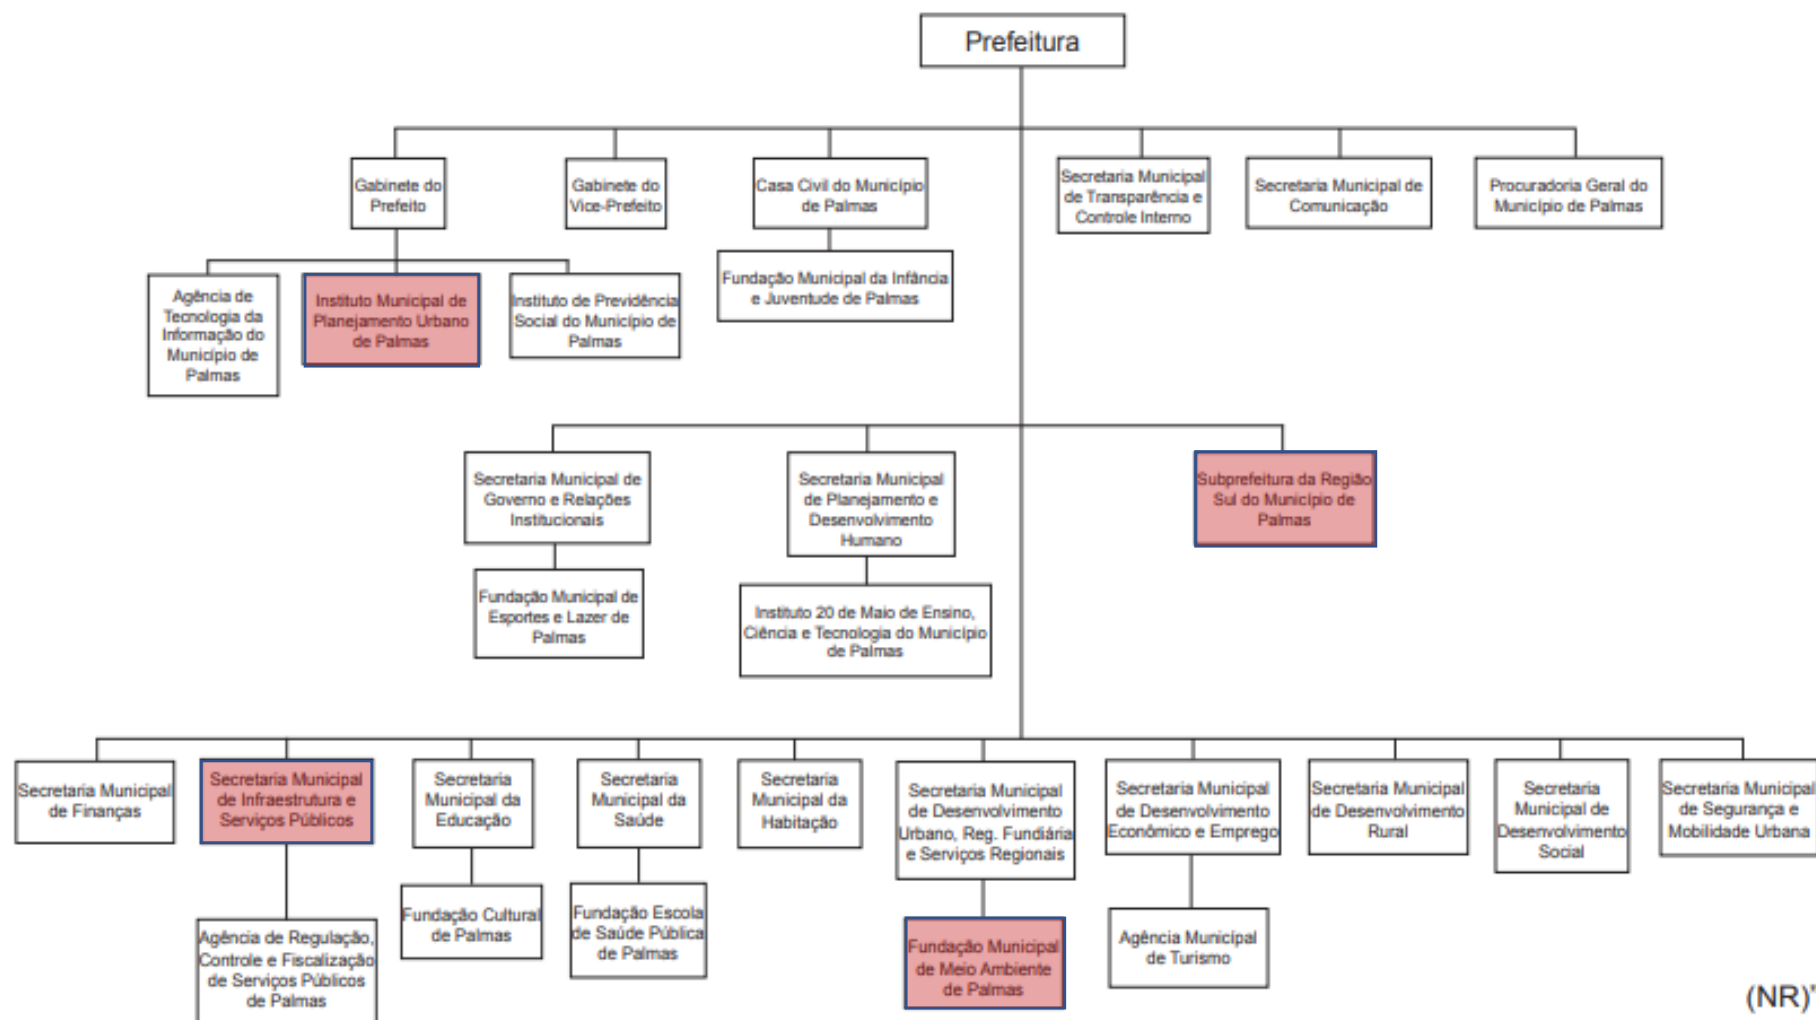 Prefeitura
Gabinete do
Prefeito
Gabinete do
Vice-Prefeito
Casa Civil do Município
de Palmas
Secretaria Municipal
de Transparência e
Controle Interno
Secretaria Municipal de
Comunicação
Procuradoria Geral do
Município de Palmas
Agência de
Tecnologia da
Informação do
Município de
Palmas
Instituto Municipal de
Planejamento Urbano
de Palmas
Instituto de Previdência
Social do Município de
Palmas
Fundação Municipal da Infância
e Juventude de Palmas
Secretaria Municipal de
Governo e Relações
Institucionais
Secretaria Municipal
de Planejamento e
Desenvolvimento
Humano
Subprefeitura da Região
Sul do Município de
Palmas
Fundação Municipal de
Esportes e Lazer de
Palmas
Instituto 20 de Maio de Ensino,
Ciência e Tecnologia do Município
de Palmas
Secretaria Municipal
de Finanças
Secretaria Municipal
de Infraestrutura e
Serviços Públicos
Secretaria
Municipal da
Educação
Secretaria
Municipal da
Saúde
Secretaria
Municipal da
Habitação
Secretaria Municipal
de Desenvolvimento
Urbano, Reg. Fundiária
e Serviços Regionais
Secretaria Municipal
de Desenvolvimento
Econômico e Emprego
Secretaria Municipal
de Desenvolvimento
Rural
Secretaria
Municipal de
Desenvolvimento
Social
Secretaria Municipal
de Segurança e
Mobilidade Urbana
Agência de Regulação,
Controle e Fiscalização
de Serviços Públicos
de Palmas
Fundação Cultural
de Palmas
Fundação Escola
de Saúde Pública
de Palmas
Fundação Municipal
de Meio Ambiente
de Palmas
Agência Municipal
de Turismo
(NR)"